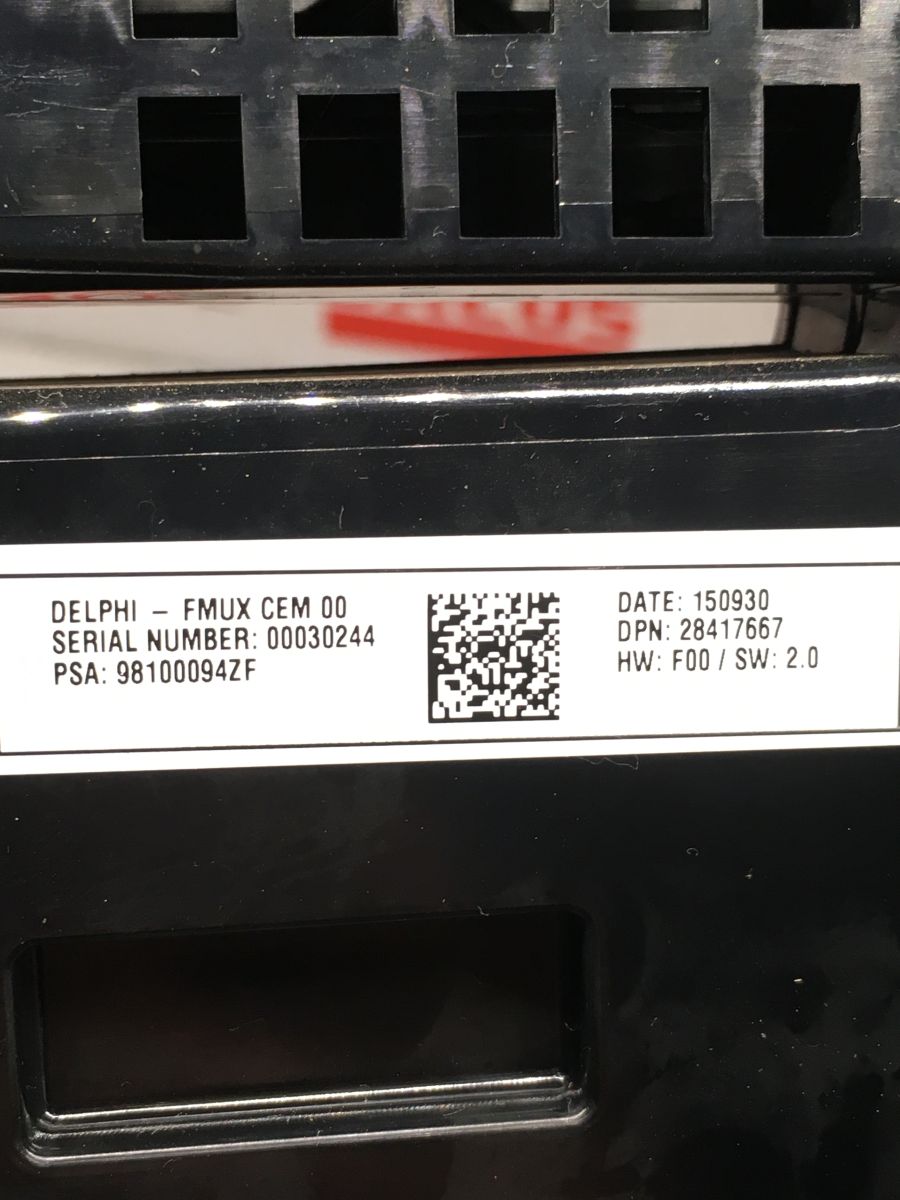 DELPHI – FMUX CEM 00
SERIAL NUMBER: 00030244
PSA: 98100094ZF
DATE: 150930
DPN: 28417667
HW: F00 / SW: 2.0